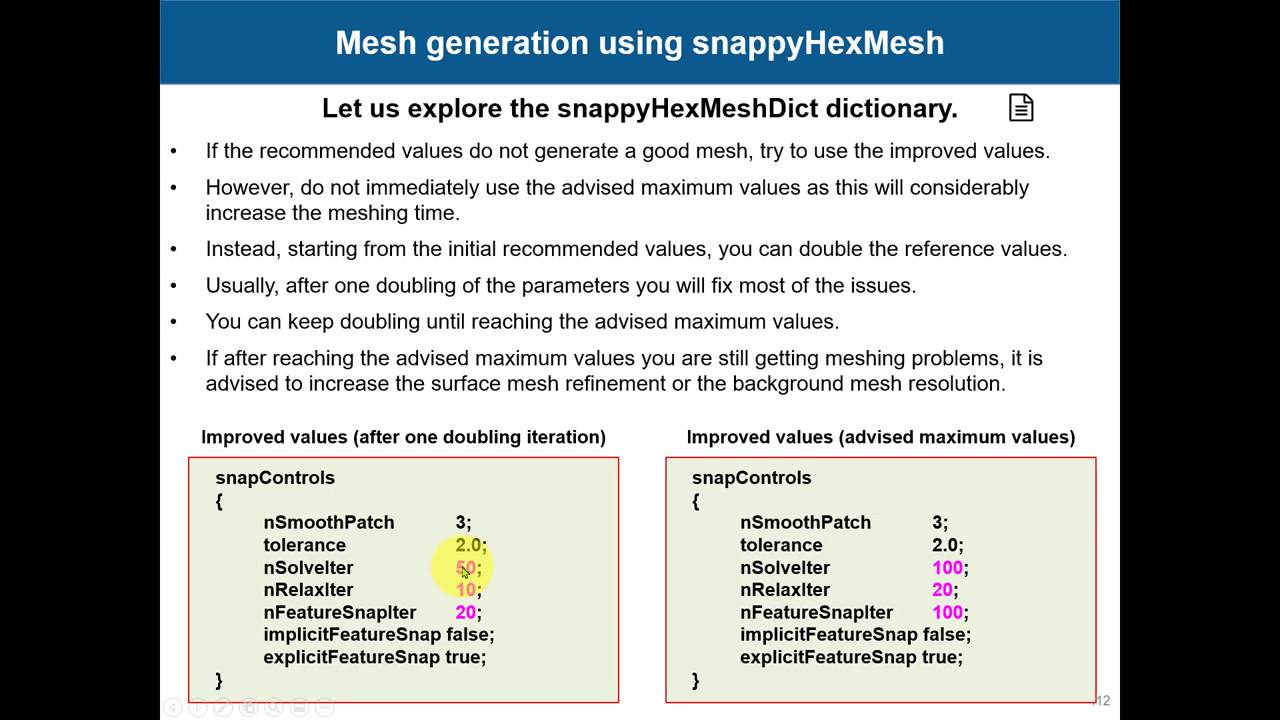 Mesh generation using snappyHexMesh
Let us explore the snappyHexMeshDict dictionary.
• If the recommended values do not generate a good mesh, try to use the improved values.
• However, do not immediately use the advised maximum values as this will considerably
increase the meshing time.
• Instead, starting from the initial recommended values, you can double the reference values.
• Usually, after one doubling of the parameters you will fix most of the issues.
• You can keep doubling until reaching the advised maximum values.
• If after reaching the advised maximum values you are still getting meshing problems, it is
advised to increase the surface mesh refinement or the background mesh resolution.
Improved values (after one doubling iteration)
snapControls
{
nSmoothPatch 3;
tolerance 2.0;
nSolveIter 50;
nRelaxIter 10;
nFeatureSnapIter 20;
implicitFeatureSnap false;
explicitFeatureSnap true;
}
Improved values (advised maximum values)
snapControls
{
nSmoothPatch 3;
tolerance 2.0;
nSolveIter 100;
nRelaxIter 20;
nFeatureSnapIter 100;
implicitFeatureSnap false;
explicitFeatureSnap true;
}